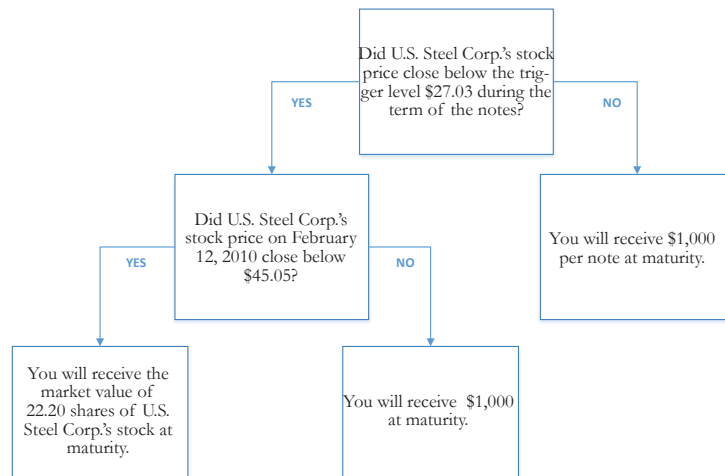 Did U.S. Steel Corp.'s stock
price close below the trig-
ger level $27.03 during the
term of the notes?
YES
NO
Did U.S. Steel Corp.'s
stock price on February
12, 2010 close below
$45.05?
You will receive $1,000
per note at maturity.
YES
NO
You will receive the
market value of
22.20 shares of U.S.
Steel Corp.'s stock at
maturity.
You will receive $1,000
at maturity.